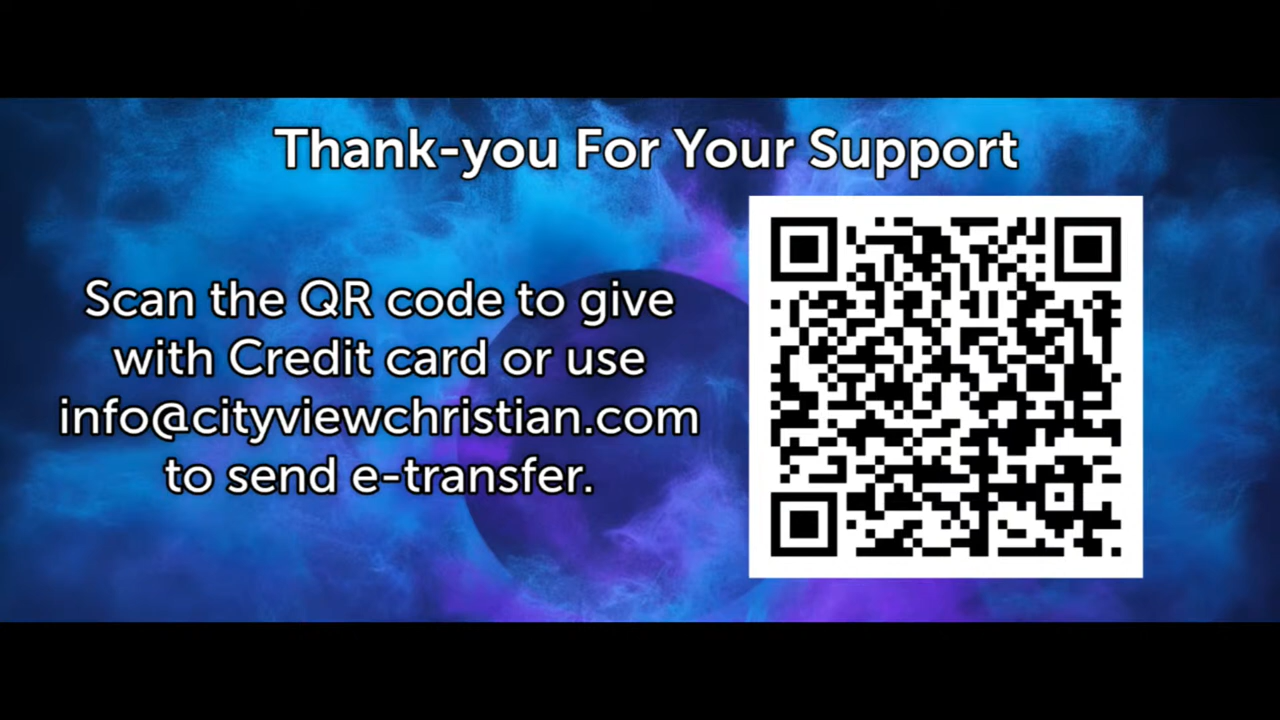 Thank-you For Your Support
Scan the QR code to give
with Credit card or use
info@cityviewchristian.com
to send e-transfer.